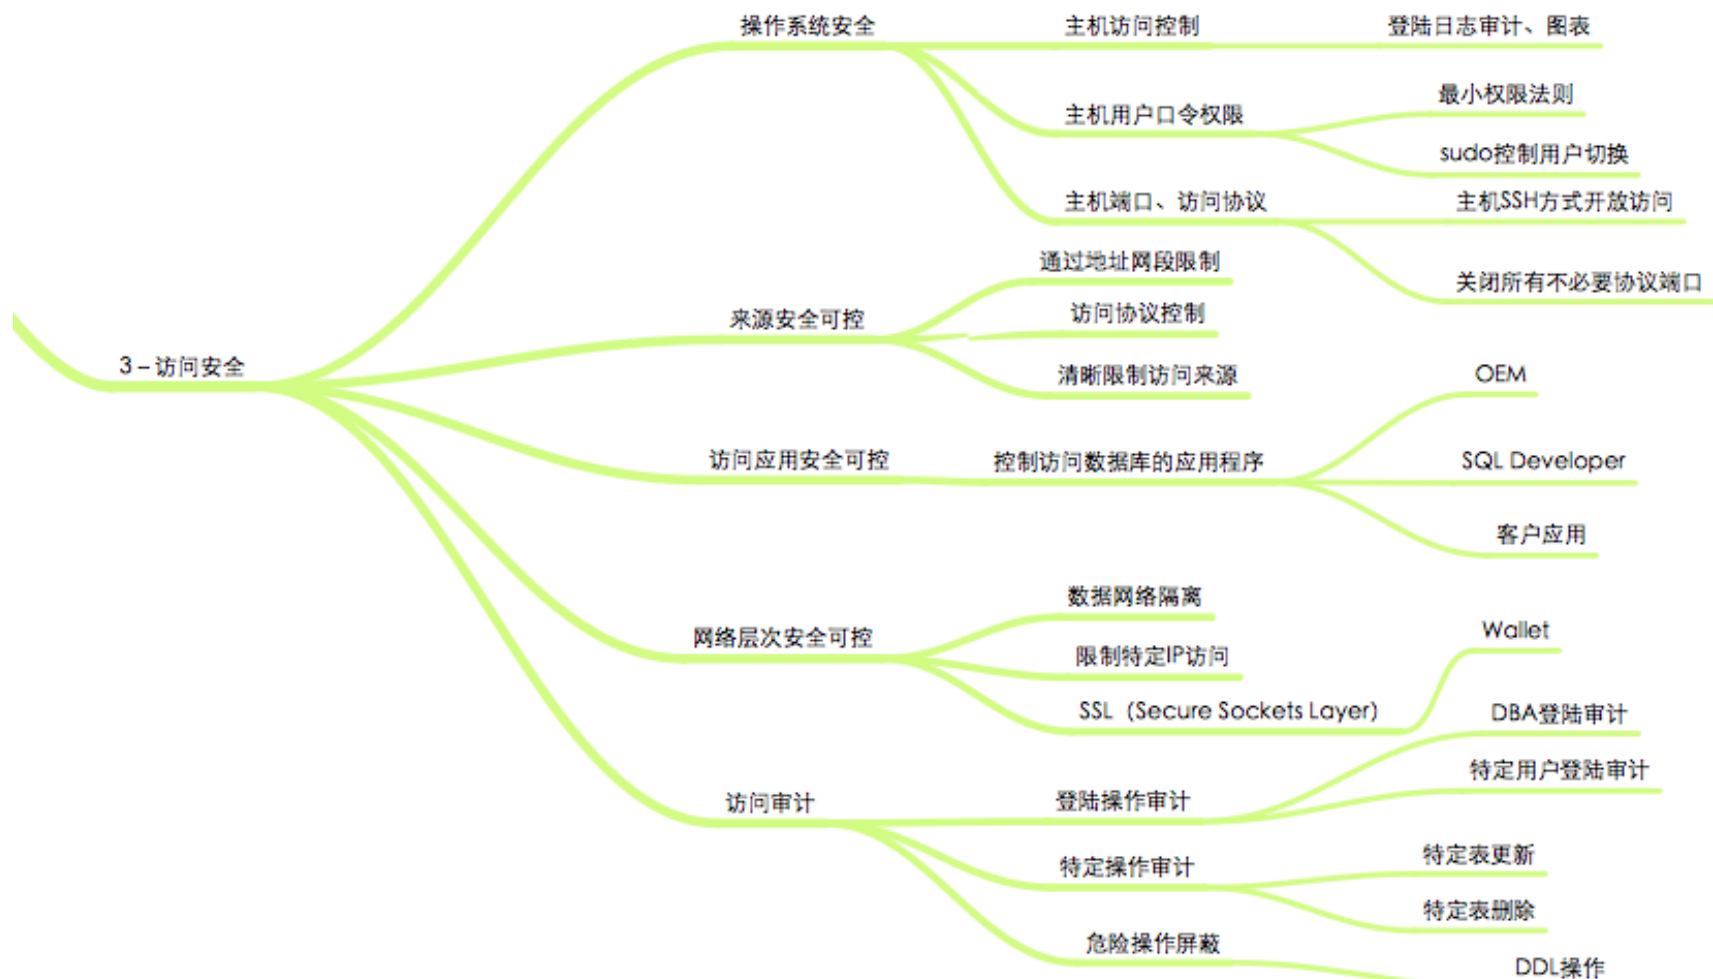 3 – 访问安全
操作系统安全
主机访问控制
登陆日志审计、图表
主机用户口令权限
最小权限法则
sudo控制用户切换
主机端口、访问协议
主机SSH方式开放访问
关闭所有不必要协议端口
来源安全可控
通过地址网段限制
访问协议控制
清晰限制访问来源
访问应用安全可控
控制访问数据库的应用程序
OEM
SQL Developer
客户应用
网络层次安全可控
数据网络隔离
限制特定IP访问
SSL（Secure Sockets Layer）
Wallet
访问审计
登陆操作审计
DBA登陆审计
特定用户登陆审计
特定操作审计
特定表更新
特定表删除
危险操作屏蔽
DDL操作